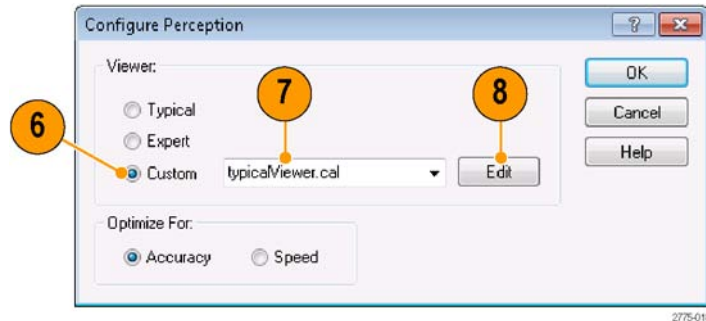 Configure Perception
Viewer:
OK
7
8
Typical
Cancel
6
Expert
Help
Custom typicalViewer.cal Edit
Optimize For:
Accuracy Speed
2775-01